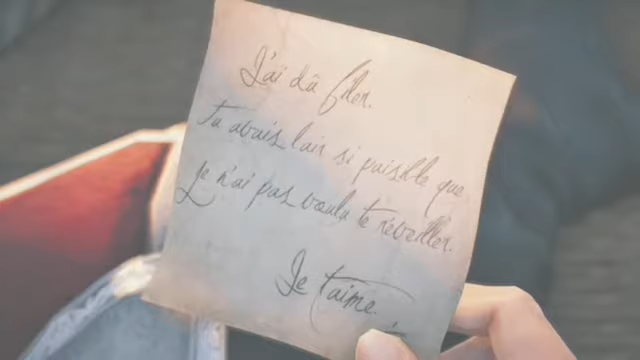 J'ai dû filer.
Tu avais l'air si paisible que
je n'ai pas voulu te réveiller.
Je t'aime.